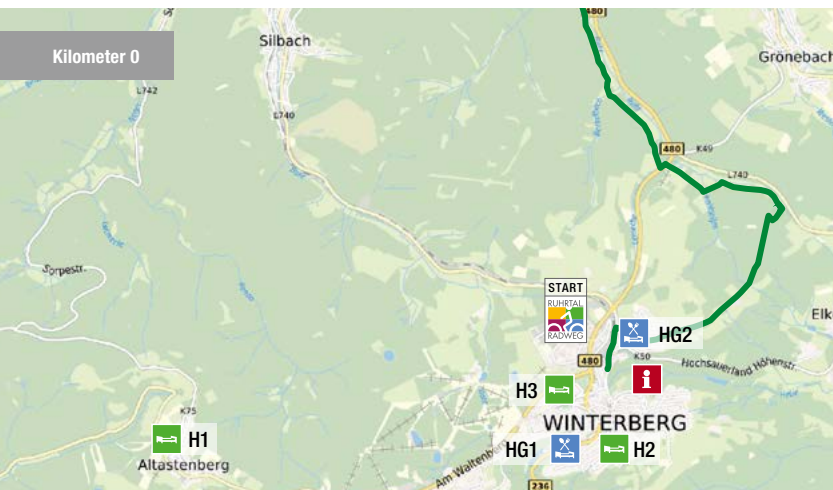 480
Silbach
Kilometer 0
Grönebach
L742
L740
480
K49
L740
Sorpestr.
START
RUHRTAL
RADWEG
HG2
480
K50
Hochsauerland Höhenstr.
Elk
H3
i
K75
H1
WINTERBERG
HG1
H2
Altastenberg
Am Waltenberg
236